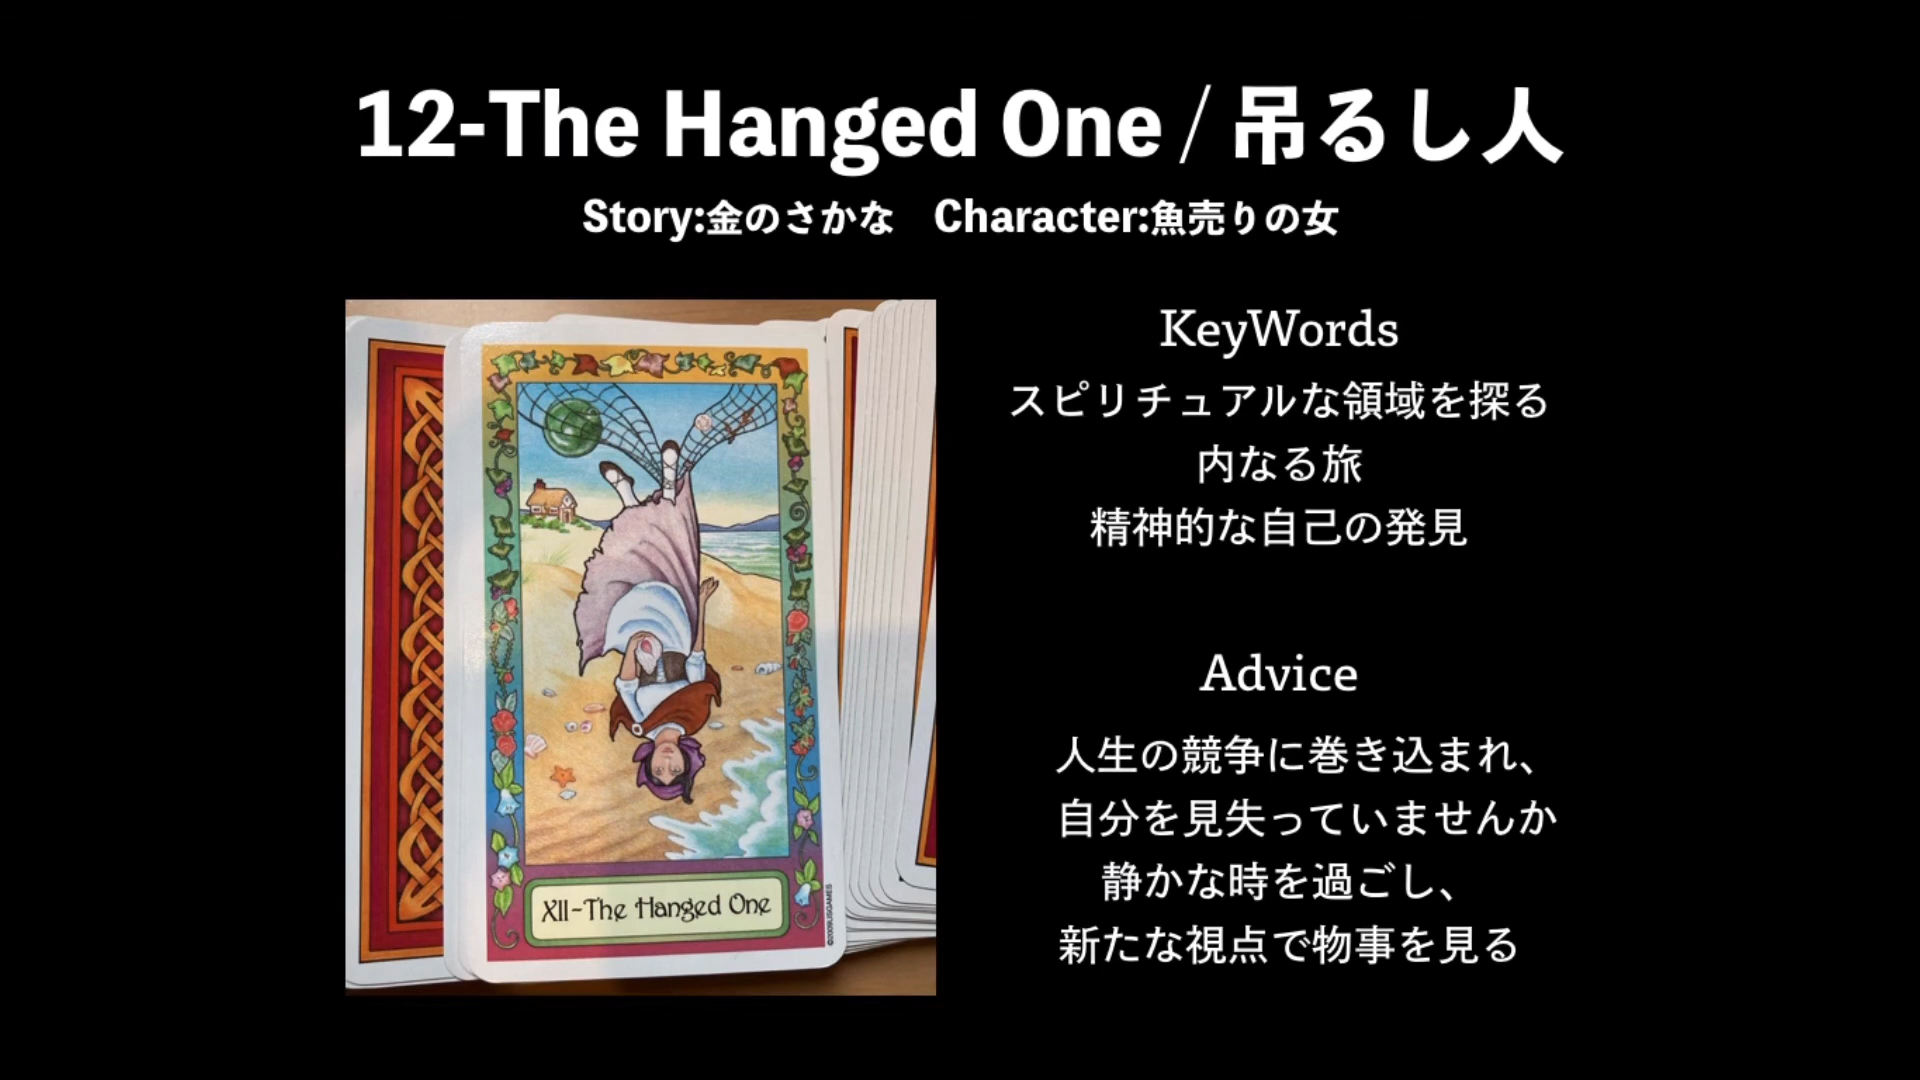 12-The Hanged One / 吊るし人
Story:金のさかな　Character:魚売りの女
XII-The Hanged One
©2009USGAMES
KeyWords
スピリチュアルな領域を探る
内なる旅
精神的な自己の発見
Advice
人生の競争に巻き込まれ、
自分を見失っていませんか
静かな時を過ごし、
新たな視点で物事を見る